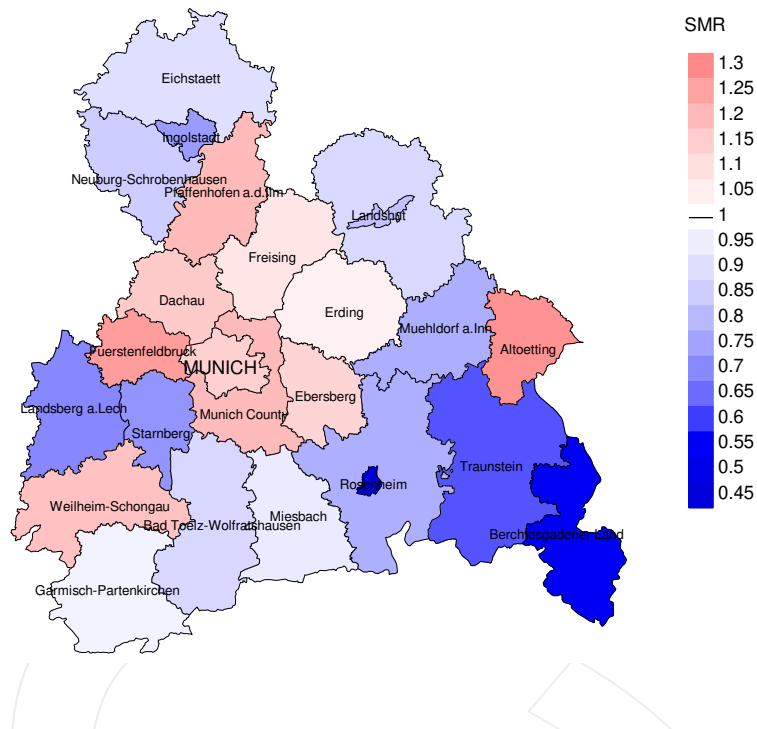 SMR
Eichstaett
1.3
1.25
1.2
1.15
1.1
1.05
1
0.95
0.9
0.85
0.8
0.75
0.7
0.65
0.6
0.55
0.5
0.45
Ingolstadt
Neuburg-Schrobenhausen
Pfaffenhofen a.d.Ilm
Landshut
Freising
Dachau
Erding
Muehldorf a.Inn
Altoetting
Fuerstenfeldbruck
MUNICH
Ebersberg
Landsberg a.Lech
Munich County
Starnberg
Traunstein
Rosenheim
Weilheim-Schongau
Miesbach
Bad Toelz-Wolfratshausen
Berchtesgadener Land
Garmisch-Partenkirchen